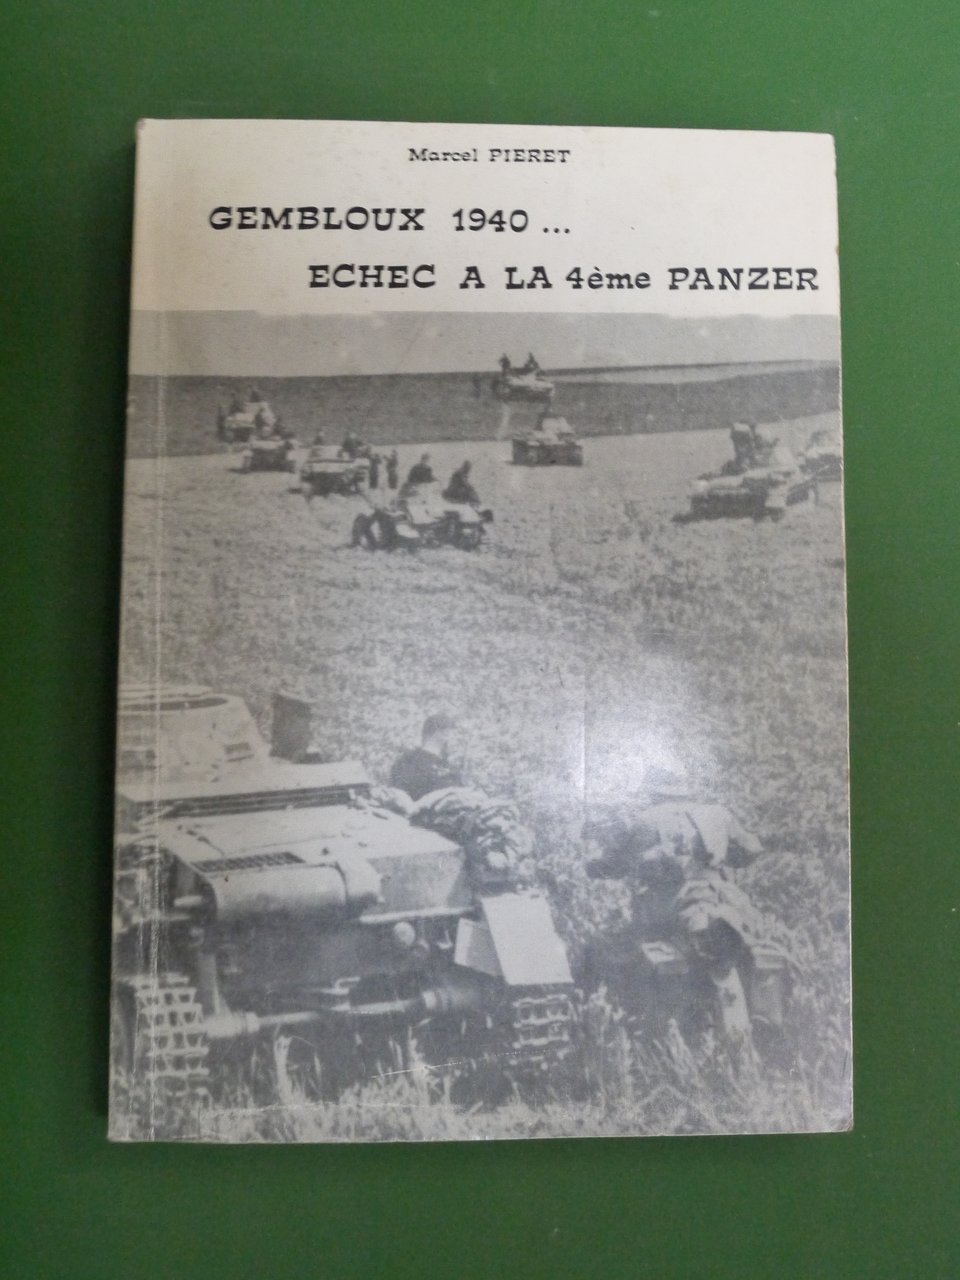 Marcel PIERET
GEMBLOUX 1940...
ECHEC A LA 4ème PANZER